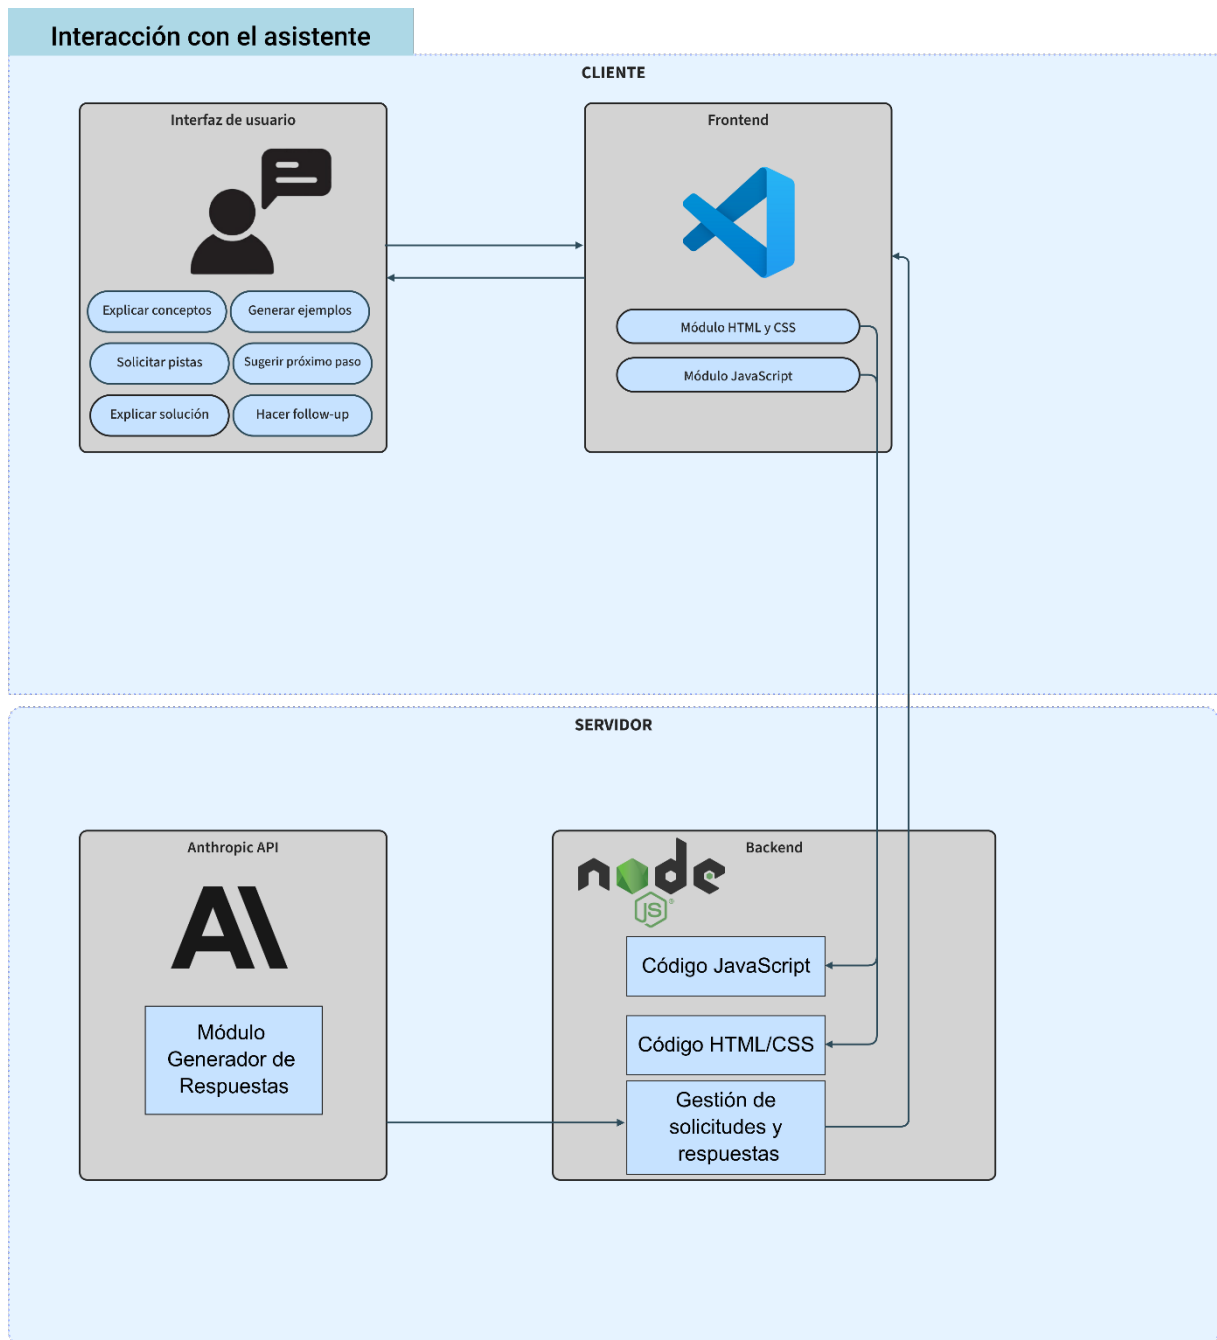 Interacción con el asistente
CLIENTE
Interfaz de usuario
Explicar conceptos
Generar ejemplos
Solicitar pistas
Sugerir próximo paso
Explicar solución
Hacer follow-up
Frontend
Módulo HTML y CSS
Módulo JavaScript
SERVIDOR
Anthropic API
AI
Módulo
Generador de
Respuestas
Backend
node
JS
Código JavaScript
Código HTML/CSS
Gestión de
solicitudes y
respuestas